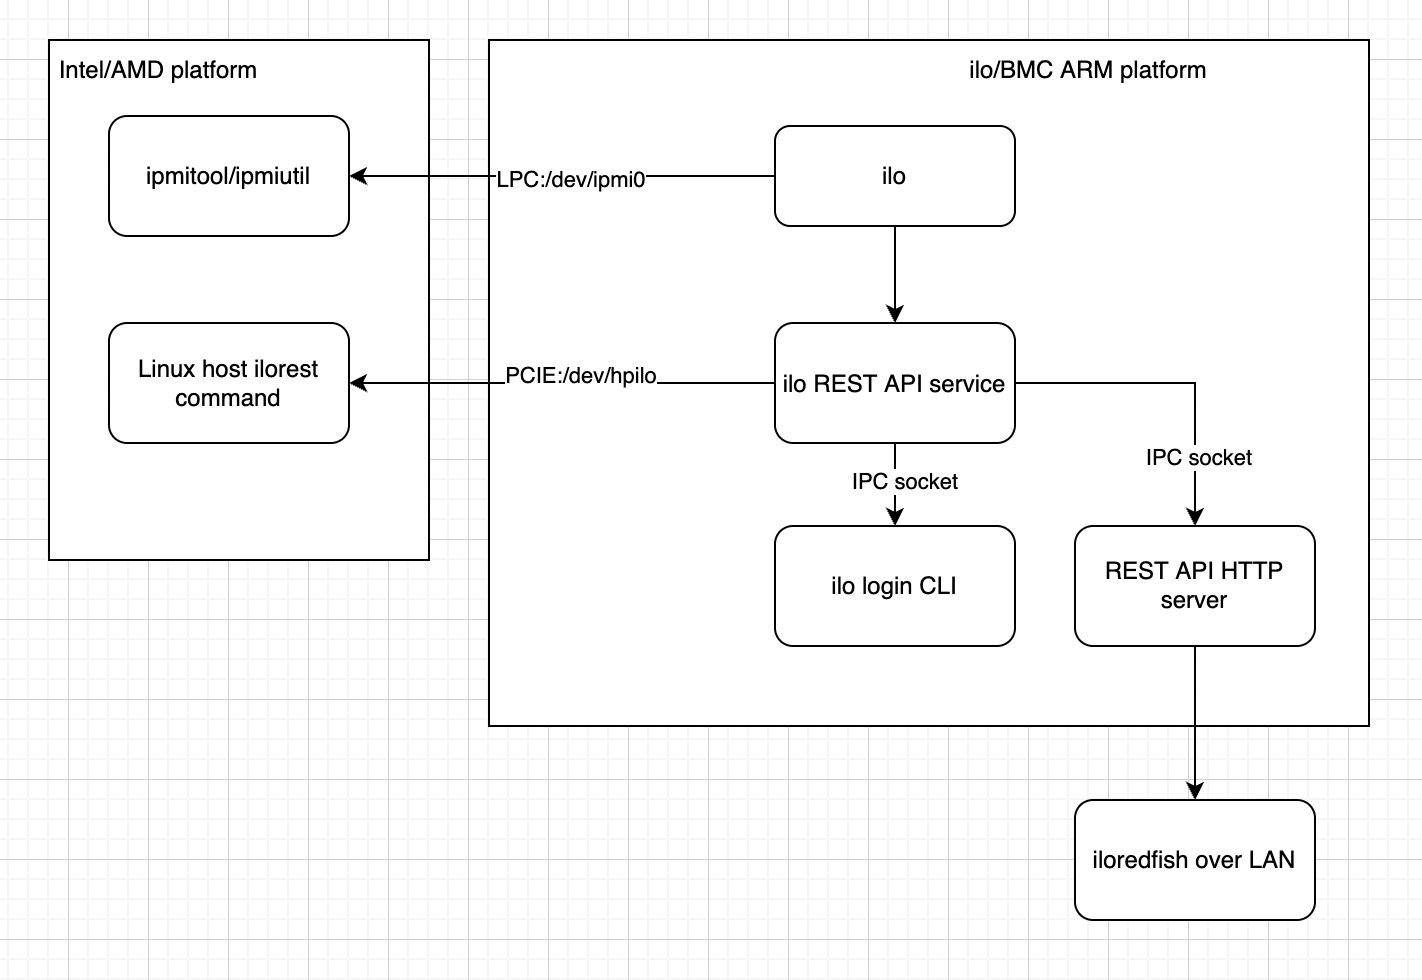 Intel/AMD platform
ilo/BMC ARM platform
ipmitool/ipmiutil
LPC:/dev/ipmi0
ilo
Linux host ilorest
command
PCIE:/dev/hpilo
ilo REST API service
IPC socket
IPC socket
ilo login CLI
REST API HTTP
server
iloredfish over LAN